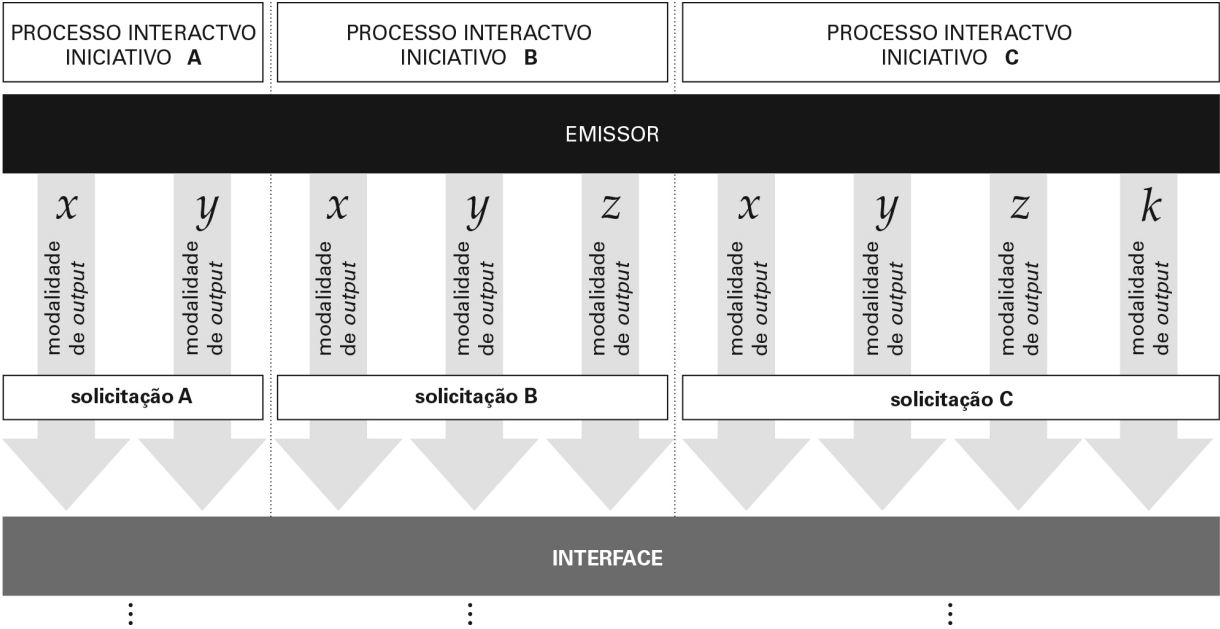 PROCESSO INTERACTVO
INICIATIVO A
PROCESSO INTERACTVO
INICIATIVO B
PROCESSO INTERACTVO
INICIATIVO C
EMISSOR
x
modalidade
de output
y
modalidade
de output
x
modalidade
de output
y
modalidade
de output
z
modalidade
de output
x
modalidade
de output
y
modalidade
de output
z
modalidade
de output
k
modalidade
de output
solicitação A
solicitação B
solicitação C
INTERFACE